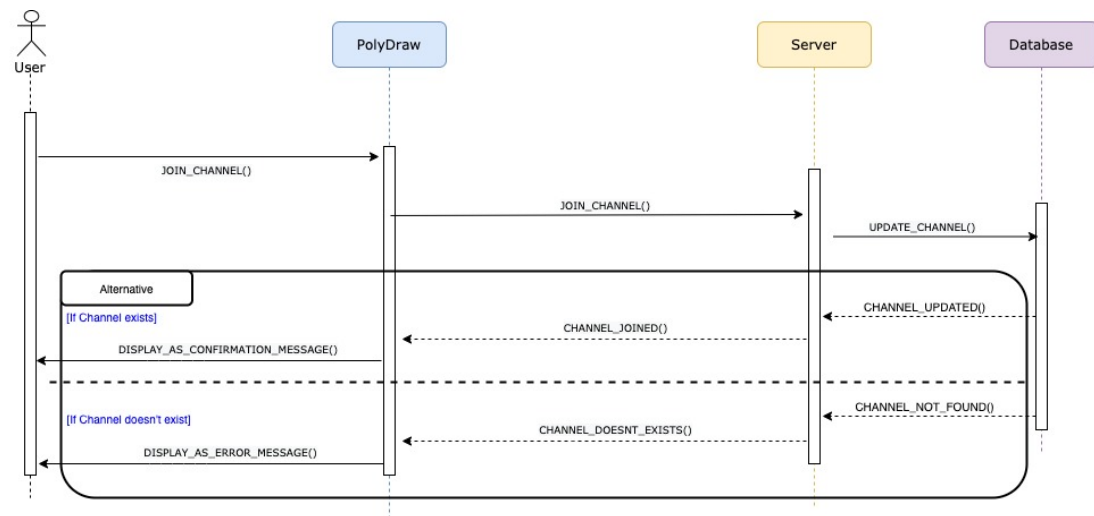 PolyDraw
Server
Database
User
JOIN_CHANNEL()
JOIN_CHANNEL()
UPDATE_CHANNEL()
Alternative
[If Channel exists]
CHANNEL_UPDATED()
CHANNEL_JOINED()
DISPLAY_AS_CONFIRMATION_MESSAGE()
[If Channel doesn't exist]
CHANNEL_NOT_FOUND()
CHANNEL_DOESNT_EXISTS()
DISPLAY_AS_ERROR_MESSAGE()